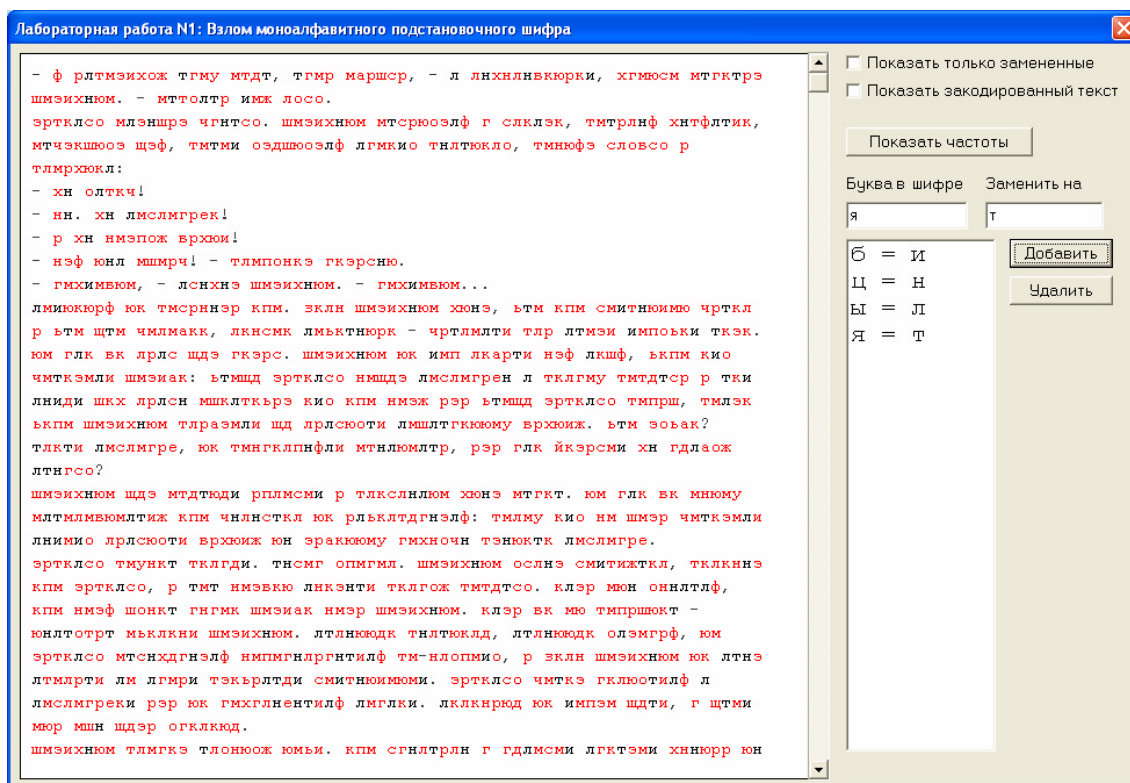 Лабораторная работа N1: Взлом моноалфавитного подстановочного шифра
- ф рлтмэихож тгму мтдт, тгмр маршср, - л лнхнлнвкюрки, хгмюсм мтгктрэ
шмэихнюм. - мттолтр имж лосо.
эртклсо млэншрэ чгнтсо. шмэихнюм мтсрюоэлф г слклэк, тмтрлнф хнтфлтик,
мтчэкшюоэ щэф, тмтми оэдшюоэлф лгмкио тнлтюкло, тмнюфэ словсо р
тлмрхюкл:
- хн олткч!
- нн. хн лмслмгрек!
- р хн нмэпож врхюи!
- нэф юнл мшмрч! - тлмпонкэ гкэрсню.
- гмхимвюм, - лснхнэ шмэихнюм. - гмхимвюм...
лмиюкюрф юк тмсрннэр кпм. зклн шмэихнюм хюнэ, ьтм кпм смитнюимю чрткл
р ьтм щтм чмлмакк, лкнсмк лмьктнюрк - чртлмлти тлр лтмэи импоьки ткэк.
юм глк вк лрлс щдэ гкэрс. шмэихнюм юк имп лкарти нэф лкшф, ькпм кио
чмткэмли шмэиак: ьтмщд эртклсо нмщдэ лмслмгрен л тклгму тмтдтср р тки
лниди шкх лрлсн мшклткьрэ кио кпм нмэж рэр ьтмщд эртклсо тмпрш, тмлэк
ькпм шмэихнюм тлраэмли щд лрлсюоти лмшлтгкююму врхюиж. ьтм эоьак?
тлкти лмслмгре, юк тмнгклпнфли мтнлюмлтр, рэр глк йкэрсми хн гдлаож
лтнгсо?
шмэихнюм щдэ мтдтюди рплмсми р тлкслнлюм хюнэ мтгкт. юм глк вк мнюму
млтмлмвюмлтиж кпм чнлнсткл юк рльклтдгнэлф: тмлму кио нм шмэр чмткэмли
лнимио лрлсюоти врхюиж юн эракююму гмхночн тэнюктк лмслмгре.
эртклсо тмункт тклгди. тнсмг опмгмл. шмэихнюм ослнэ смитижткл, тклкннэ
кпм эртклсо, р тмт нмэвкю лнкэнти тклгож тмтдтсо. клэр мюн оннлтлф,
кпм нмэф шонкт гнгмк шмэиак нмэр шмэихнюм. клэр вк мю тмпршюкт -
юнлтотрт мьклкни шмэихнюм. лтлнююдк тнлтюклд, лтлнююдк олэмгрф, юм
эртклсо мтснхдгнэлф нмпмгнлргнтилф тм-нлопмио, р зклн шмэихнюм юк лтнэ
лтмлрти лм лгмри тэкьрлтди смитнюимюми. эртклсо чмткэ гклюотилф л
лмслмгреки рэр юк гмхглнентилф лмглки. лклкнрюд юк импэм щдти, г щтми
мюр мшн щдэр огклкюд.
шмэихнюм тлмгкэ тлонюож юмьи. кпм сгнлтрлн г гдлмсми лгктэми хннюрр юн
Показать только замененные
Показать закодированный текст
Показать частоты
Буква в шифре Заменить на
я т
б = и
ц = н
ы = л
я = т
Добавить
Удалить